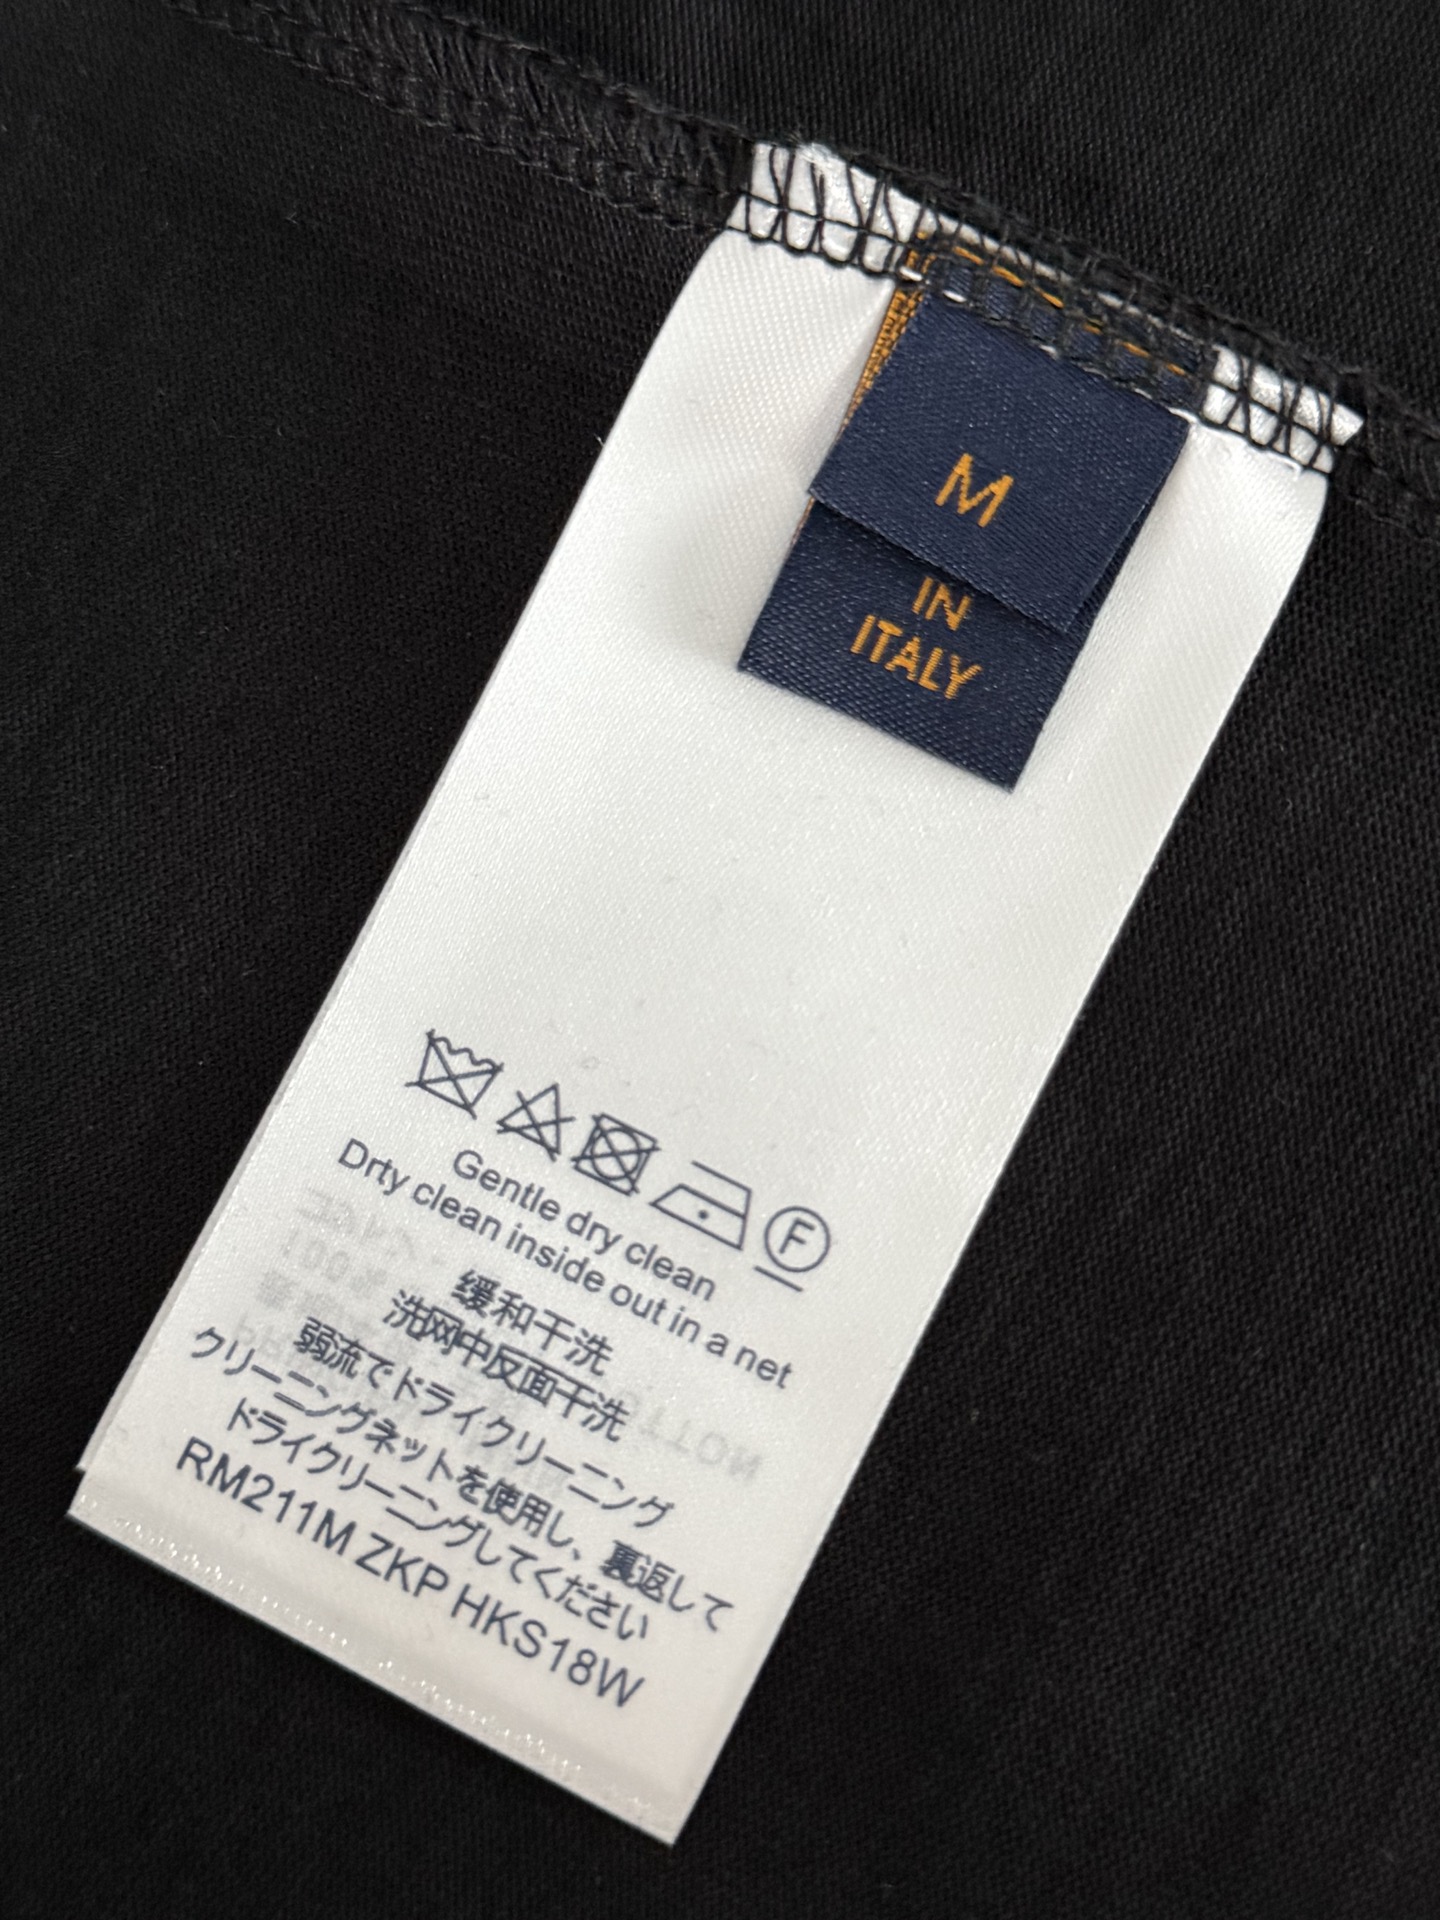 M
IN
ITALY
F
Gentle dry clean
Drty clean inside out in a net
缓和干洗
洗网中反面干洗
弱流でドライクリーニング
クリーニングネットを使用し、裏返して
ドライクリーニングしてください
RM211M ZKP HKS18W